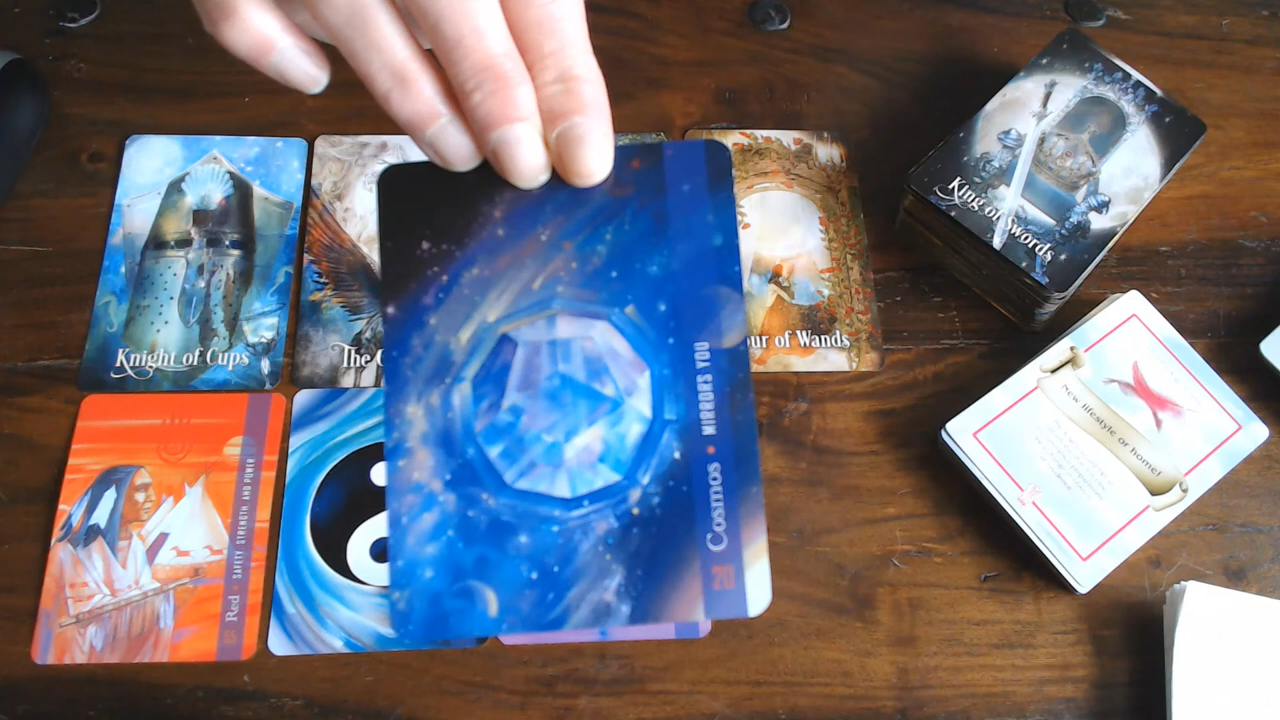 Knight of Cups
The
ur of Wands
King of Swords
New lifestyle or home!
Red • SAFETY, STRENGTH AND POWER
Cosmos • MIRRORS YOU
20